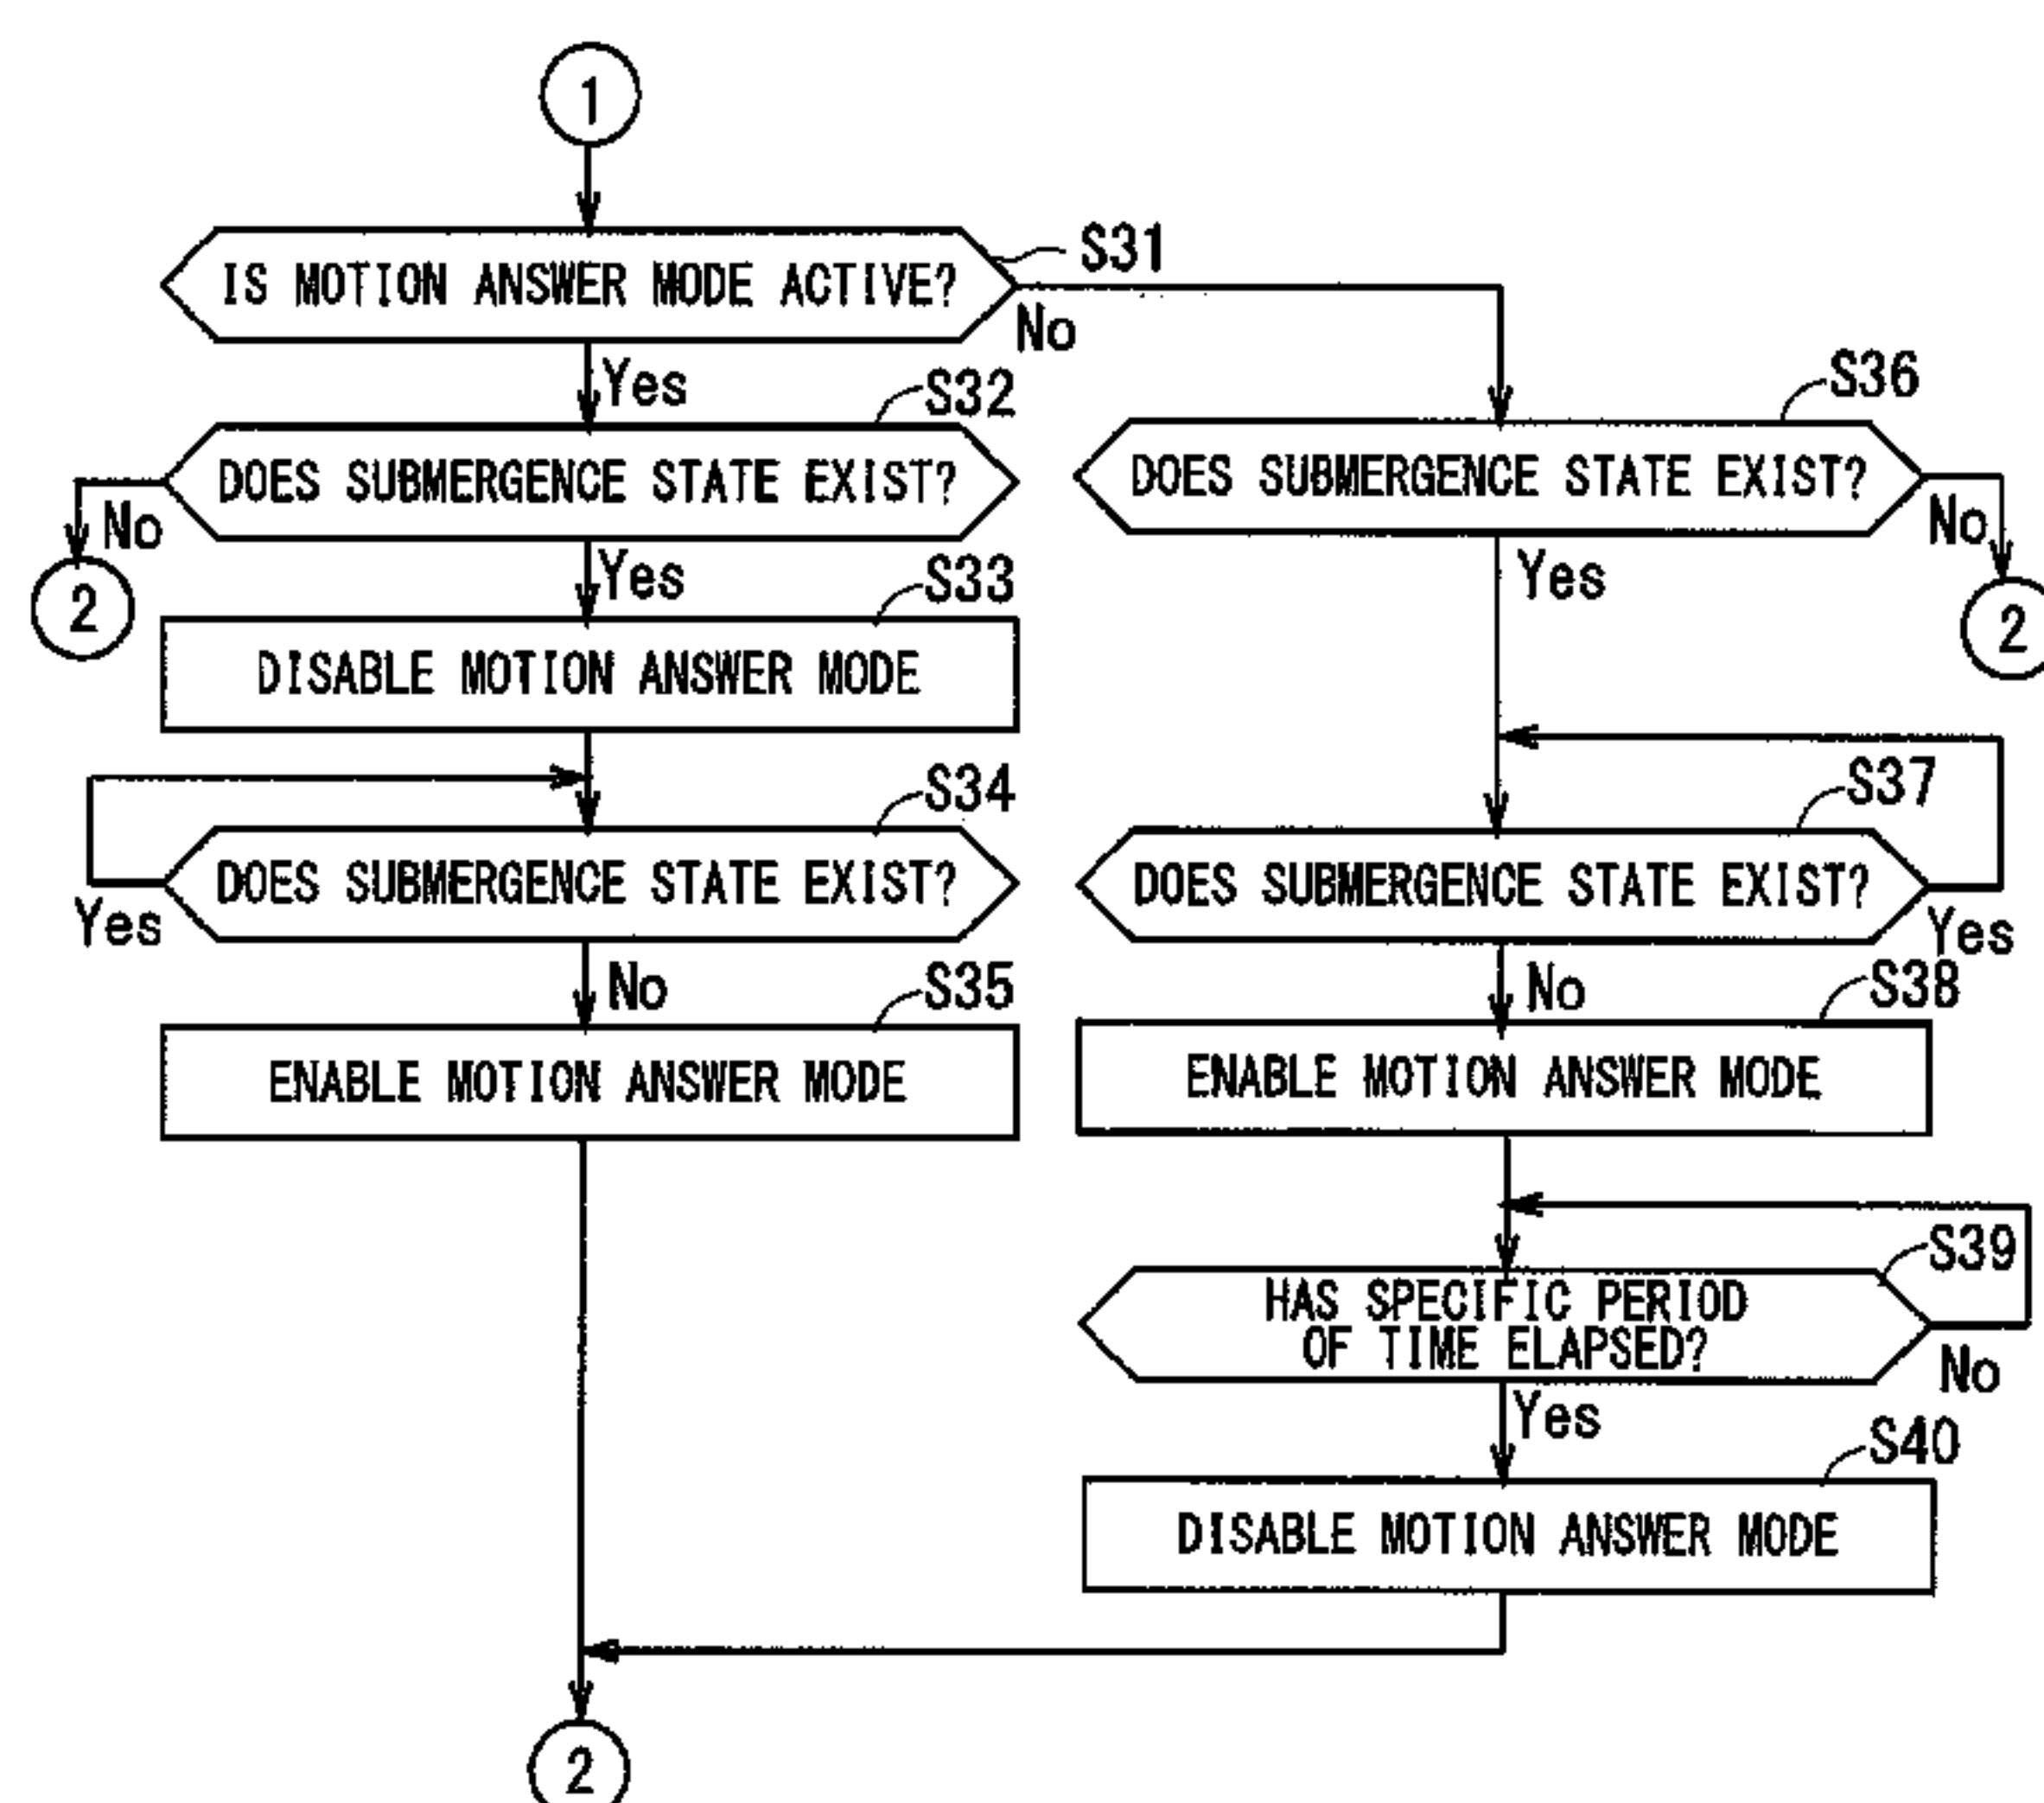 1
IS MOTION ANSWER MODE ACTIVE?
S31
No
Yes
S32
DOES SUBMERGENCE STATE EXIST?
No
2
Yes
S33
DISABLE MOTION ANSWER MODE
S34
DOES SUBMERGENCE STATE EXIST?
Yes
No
S35
ENABLE MOTION ANSWER MODE
S36
DOES SUBMERGENCE STATE EXIST?
No
2
Yes
S37
DOES SUBMERGENCE STATE EXIST?
Yes
No
S38
ENABLE MOTION ANSWER MODE
S39
HAS SPECIFIC PERIOD
OF TIME ELAPSED?
No
Yes
S40
DISABLE MOTION ANSWER MODE
2